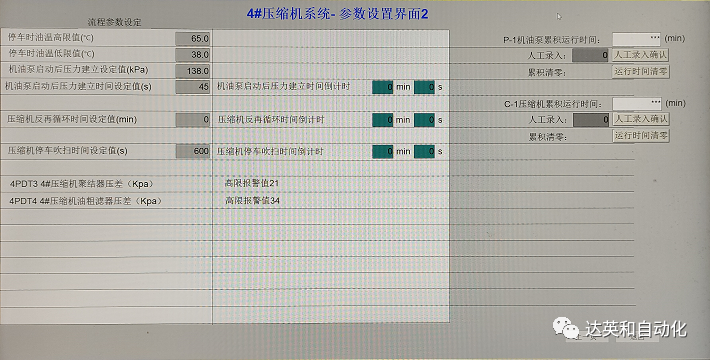 4#压缩机系统- 参数设置界面2
流程参数设定
停车时油温高限值(℃) 65.0
停车时油温低限值(℃) 38.0
机油泵启动后压力建立设定值(kPa) 138.0
机油泵启动后压力建立时间设定值(s) 45 机油泵启动后压力建立时间倒计时 0 min 0 s
压缩机反再循环时间设定值(min) 0 压缩机反再循环时间倒计时 0 min 0 s
压缩机停车吹扫时间设定值(s) 600 压缩机停车吹扫时间倒计时 0 min 0 s
4PDT3 4#压缩机聚结器压差（Kpa） 高限报警值21
4PDT4 4#压缩机油粗滤器压差（Kpa） 高限报警值34
P-1机油泵累积运行时间: *** (min)
人工录入: 0 人工录入确认
累积清零: 运行时间清零
C-1压缩机累积运行时间: *** (min)
人工录入: 0 人工录入确认
累积清零: 运行时间清零
达英和自动化